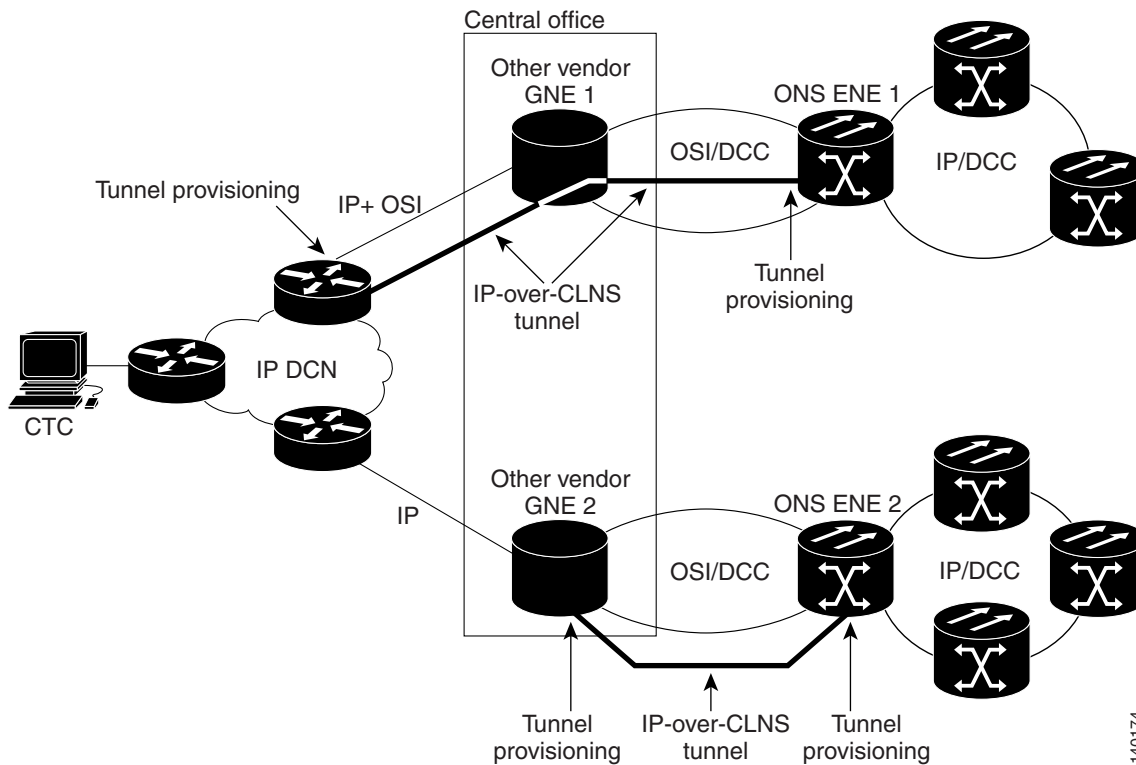 Central office
Other vendor
GNE 1
ONS ENE 1
OSI/DCC
IP/DCC
Tunnel provisioning
IP+ OSI
IP-over-CLNS
tunnel
Tunnel
provisioning
IP DCN
CTC
Other vendor
GNE 2
ONS ENE 2
IP
OSI/DCC
IP/DCC
Tunnel
provisioning
IP-over-CLNS
tunnel
Tunnel
provisioning
140174